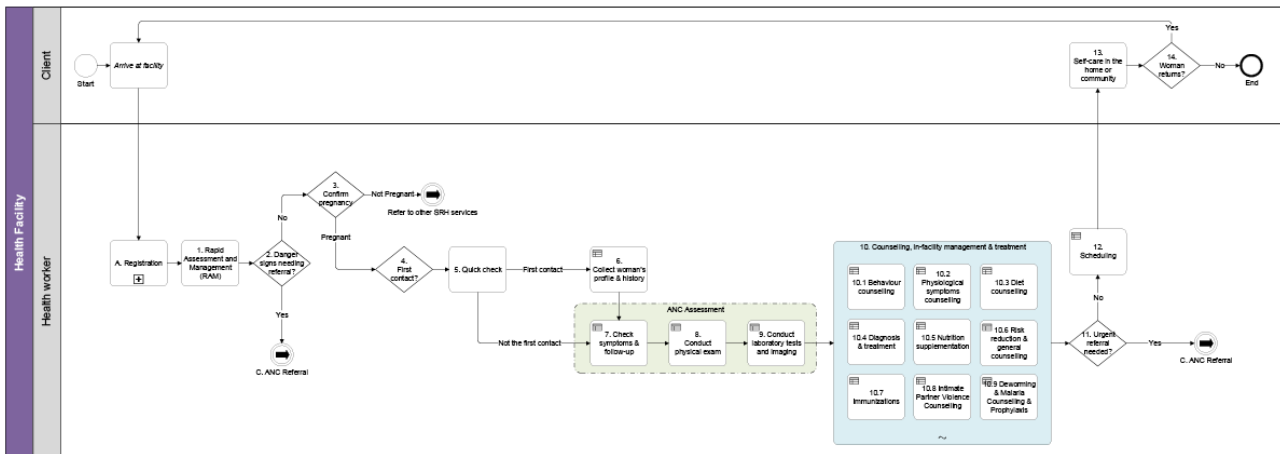 Health Facility
Client
Health worker
Start
Arrive at facility
A. Registration
1. Rapid
Assessment and
Management
(RAM)
2. Danger
signs needing
referral?
No
Yes
C. ANC Referral
3.
Confirm
pregnancy
Not Pregnant
Refer to other SRH services
Pregnant
4.
First
contact?
5. Quick check
First contact
Not the first contact
6.
Collect woman's
profile & history
ANC Assessment
7. Check
symptoms &
follow-up
8.
Conduct
physical exam
9. Conduct
laboratory tests
and imaging
10. Counselling, in-facility management & treatment
10.1 Behaviour
counselling
10.2
Physiological
symptoms
counselling
10.3 Diet
counselling
10.4 Diagnosis
& treatment
10.5 Nutrition
supplementation
10.6 Risk
reduction &
general
counselling
10.7
Immunizations
10.8 Intimate
Partner Violence
Counselling
10.9 Deworming
& Malaria
Counselling &
Prophylaxis
11. Urgent
referral
needed?
Yes
C. ANC Referral
No
12.
Scheduling
13.
Self-care in the
home or
community
14.
Woman
returns?
Yes
No
End